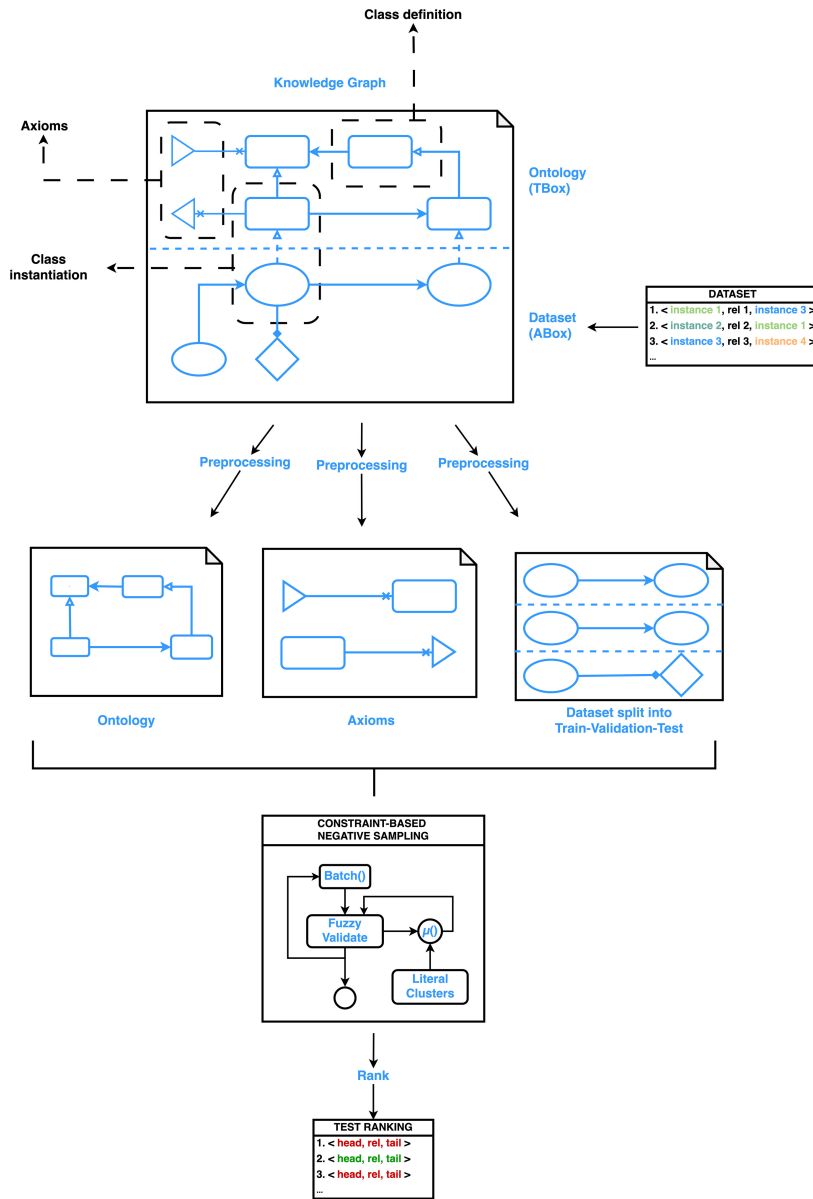 Class definition
Knowledge Graph
Axioms
Ontology
(TBox)
Class
instantiation
Dataset
(ABox)
DATASET
1. < instance 1, rel 1, instance 3 >
2. < instance 2, rel 2, instance 1 >
3. < instance 3, rel 3, instance 4 >
...
Preprocessing
Preprocessing
Preprocessing
Ontology
Axioms
Dataset split into
Train-Validation-Test
CONSTRAINT-BASED
NEGATIVE SAMPLING
Batch()
Fuzzy
Validate
μ()
Literal
Clusters
Rank
TEST RANKING
1. < head, rel, tail >
2. < head, rel, tail >
3. < head, rel, tail >
...